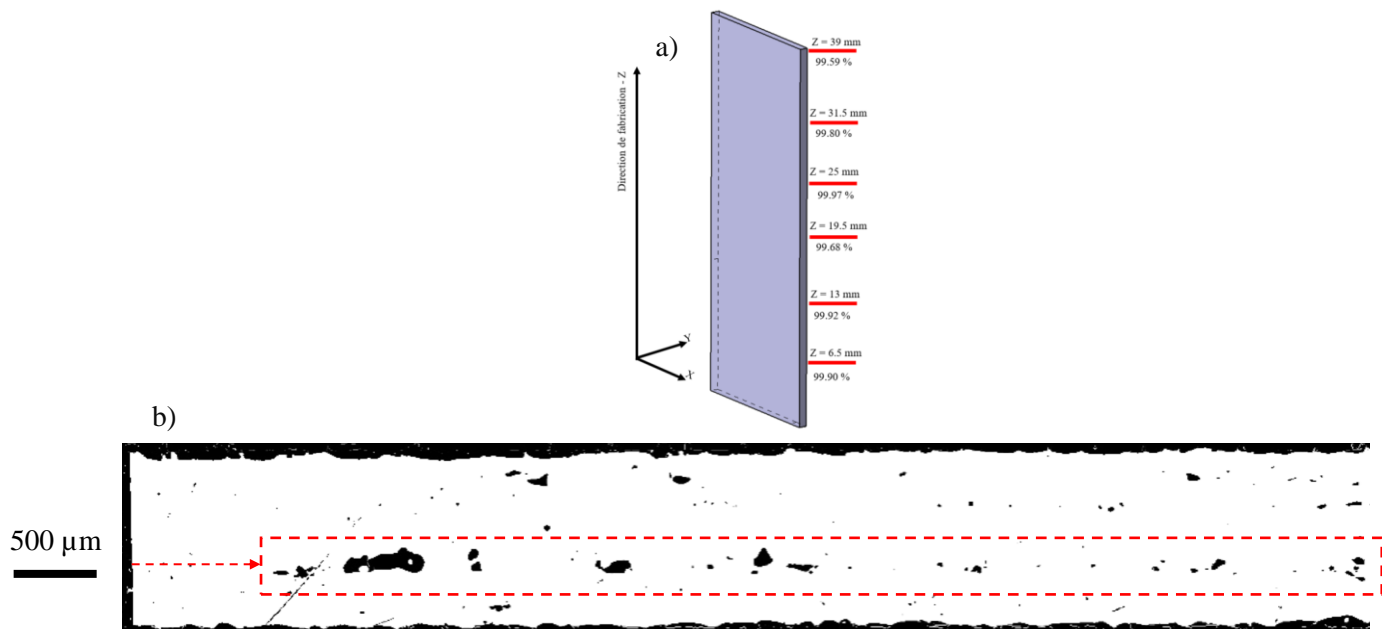 a)
Direction de fabrication - Z
Z = 39 mm
99.59 %
Z = 31.5 mm
99.80 %
Z = 25 mm
99.97 %
Z = 19.5 mm
99.68 %
Z = 13 mm
99.92 %
Z = 6.5 mm
99.90 %
Y
X
b)
500 µm